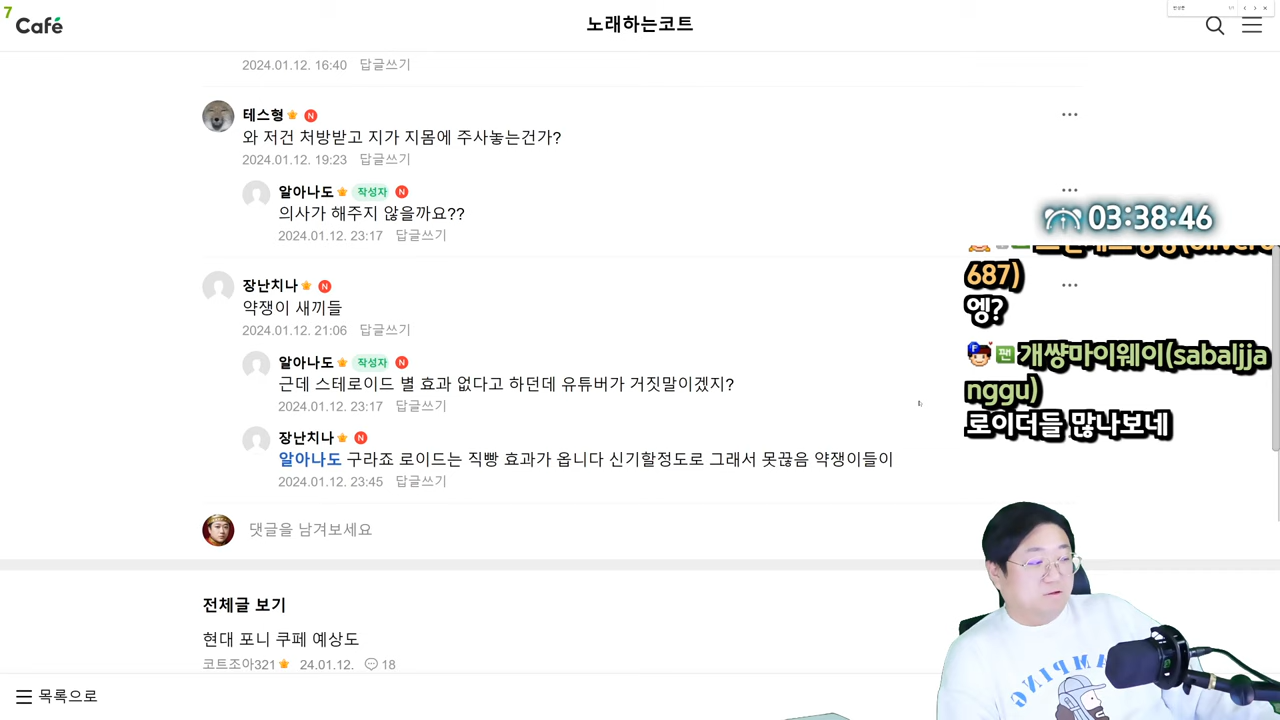 7
Café
노래하는코트
2024.01.12. 16:40 답글쓰기
테스형 N
와 저건 처방받고 지가 지몸에 주사놓는건가?
2024.01.12. 19:23 답글쓰기
알아나도 작성자 N
의사가 해주지 않을까요??
2024.01.12. 23:17 답글쓰기
03:38:46
687)
엥?
장난치나 N
약쟁이 새끼들
2024.01.12. 21:06 답글쓰기
개썅마이웨이(sabaljja
nggu)
로이더들 많나보네
알아나도 작성자 N
근데 스테로이드 별 효과 없다고 하던데 유튜버가 거짓말이겠지?
2024.01.12. 23:17 답글쓰기
장난치나 N
알아나도 구라죠 로이드는 직빵 효과가 옵니다 신기할정도로 그래서 못끊음 약쟁이들이
2024.01.12. 23:45 답글쓰기
댓글을 남겨보세요
전체글 보기
현대 포니 쿠페 예상도
코트조아321 24.01.12. 18
목록으로
CAMPING